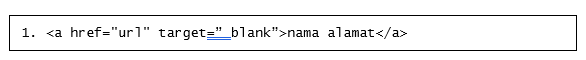 1. <a href="url" target=”_blank”>nama alamat</a>